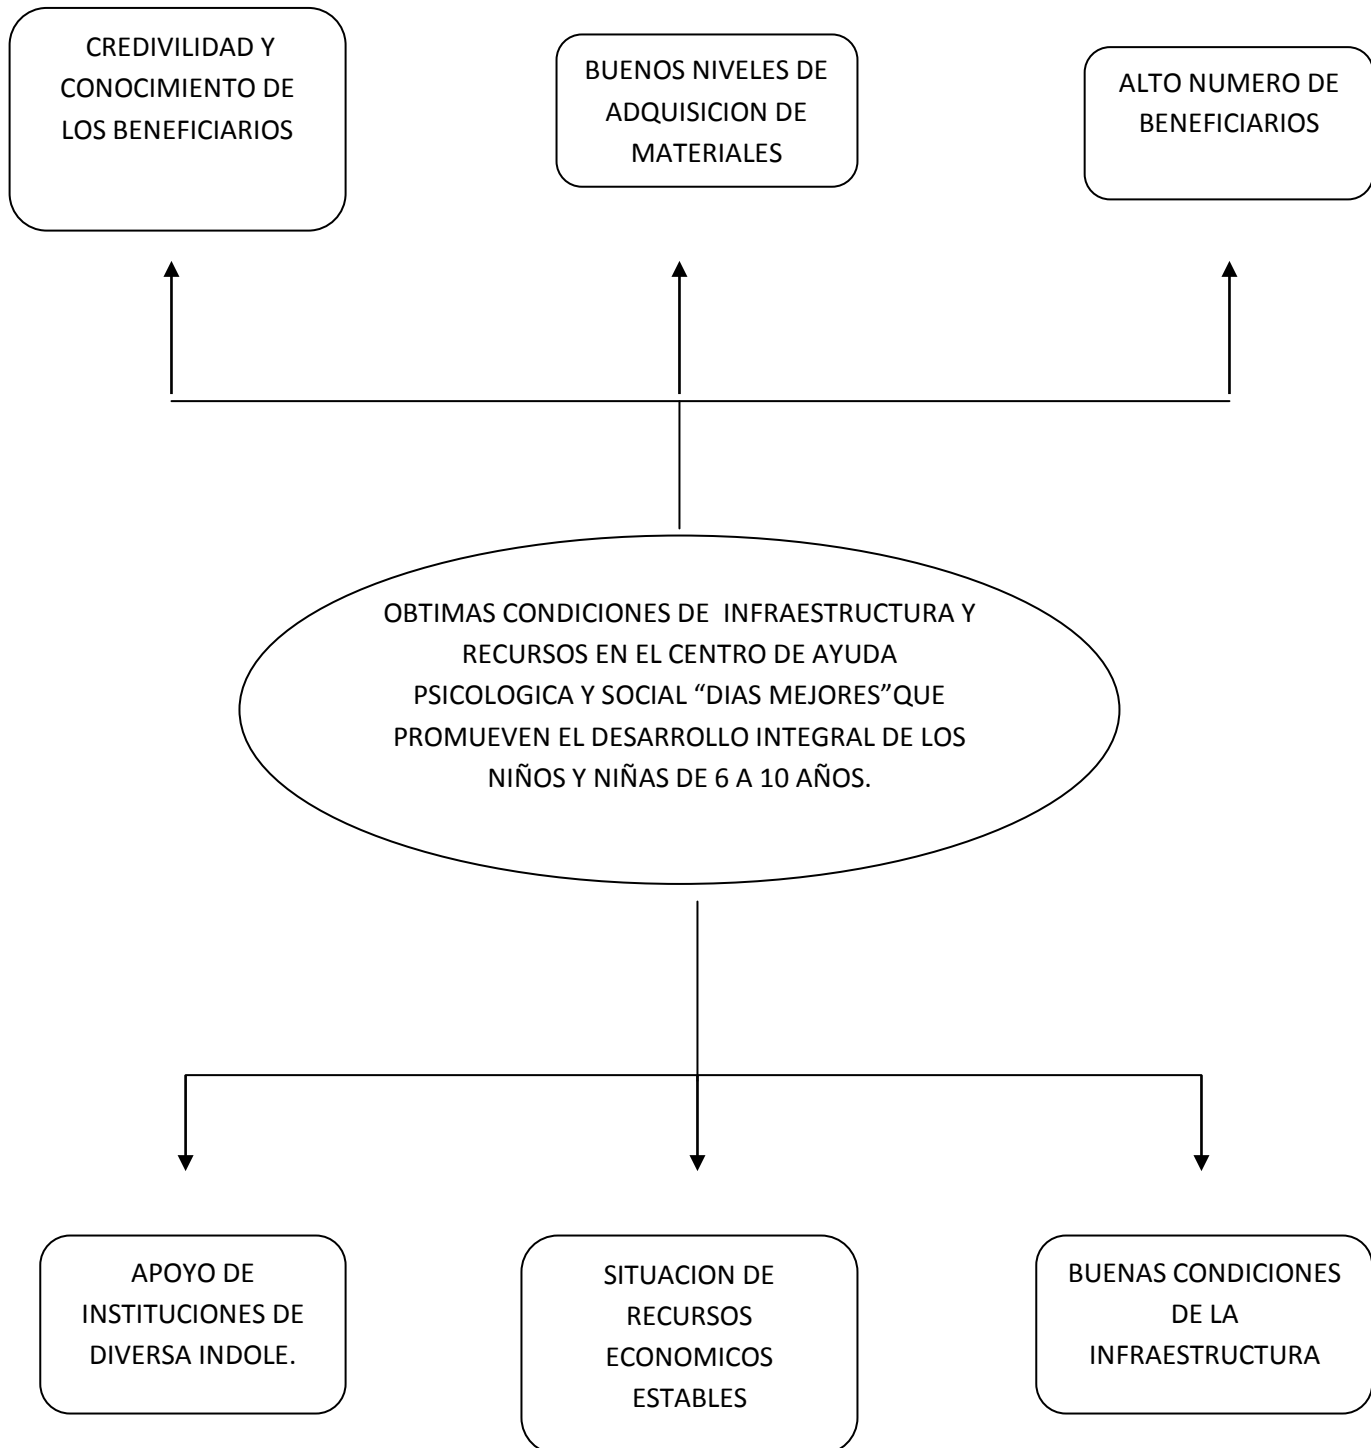 CREDIVILIDAD Y
CONOCIMIENTO DE
LOS BENEFICIARIOS
BUENOS NIVELES DE
ADQUISICION DE
MATERIALES
ALTO NUMERO DE
BENEFICIARIOS
OBTIMAS CONDICIONES DE  INFRAESTRUCTURA Y
RECURSOS EN EL CENTRO DE AYUDA
PSICOLOGICA Y SOCIAL “DIAS MEJORES”QUE
PROMUEVEN EL DESARROLLO INTEGRAL DE LOS
NIÑOS Y NIÑAS DE 6 A 10 AÑOS.
APOYO DE
INSTITUCIONES DE
DIVERSA INDOLE.
SITUACION DE
RECURSOS
ECONOMICOS
ESTABLES
BUENAS CONDICIONES
DE LA
INFRAESTRUCTURA